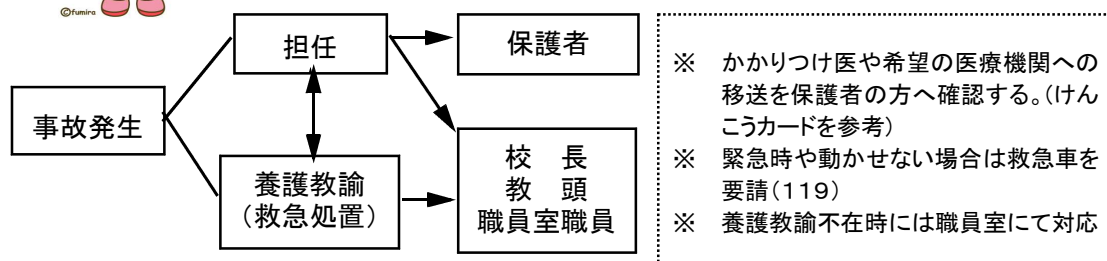 ©fumira
担任
保護者
事故発生
養護教諭
(救急処置)
校 長
教 頭
職員室職員
※ かかりつけ医や希望の医療機関への
移送を保護者の方へ確認する。(けん
こうカードを参考)
※ 緊急時や動かせない場合は救急車を
要請(119)
※ 養護教諭不在時には職員室にて対応